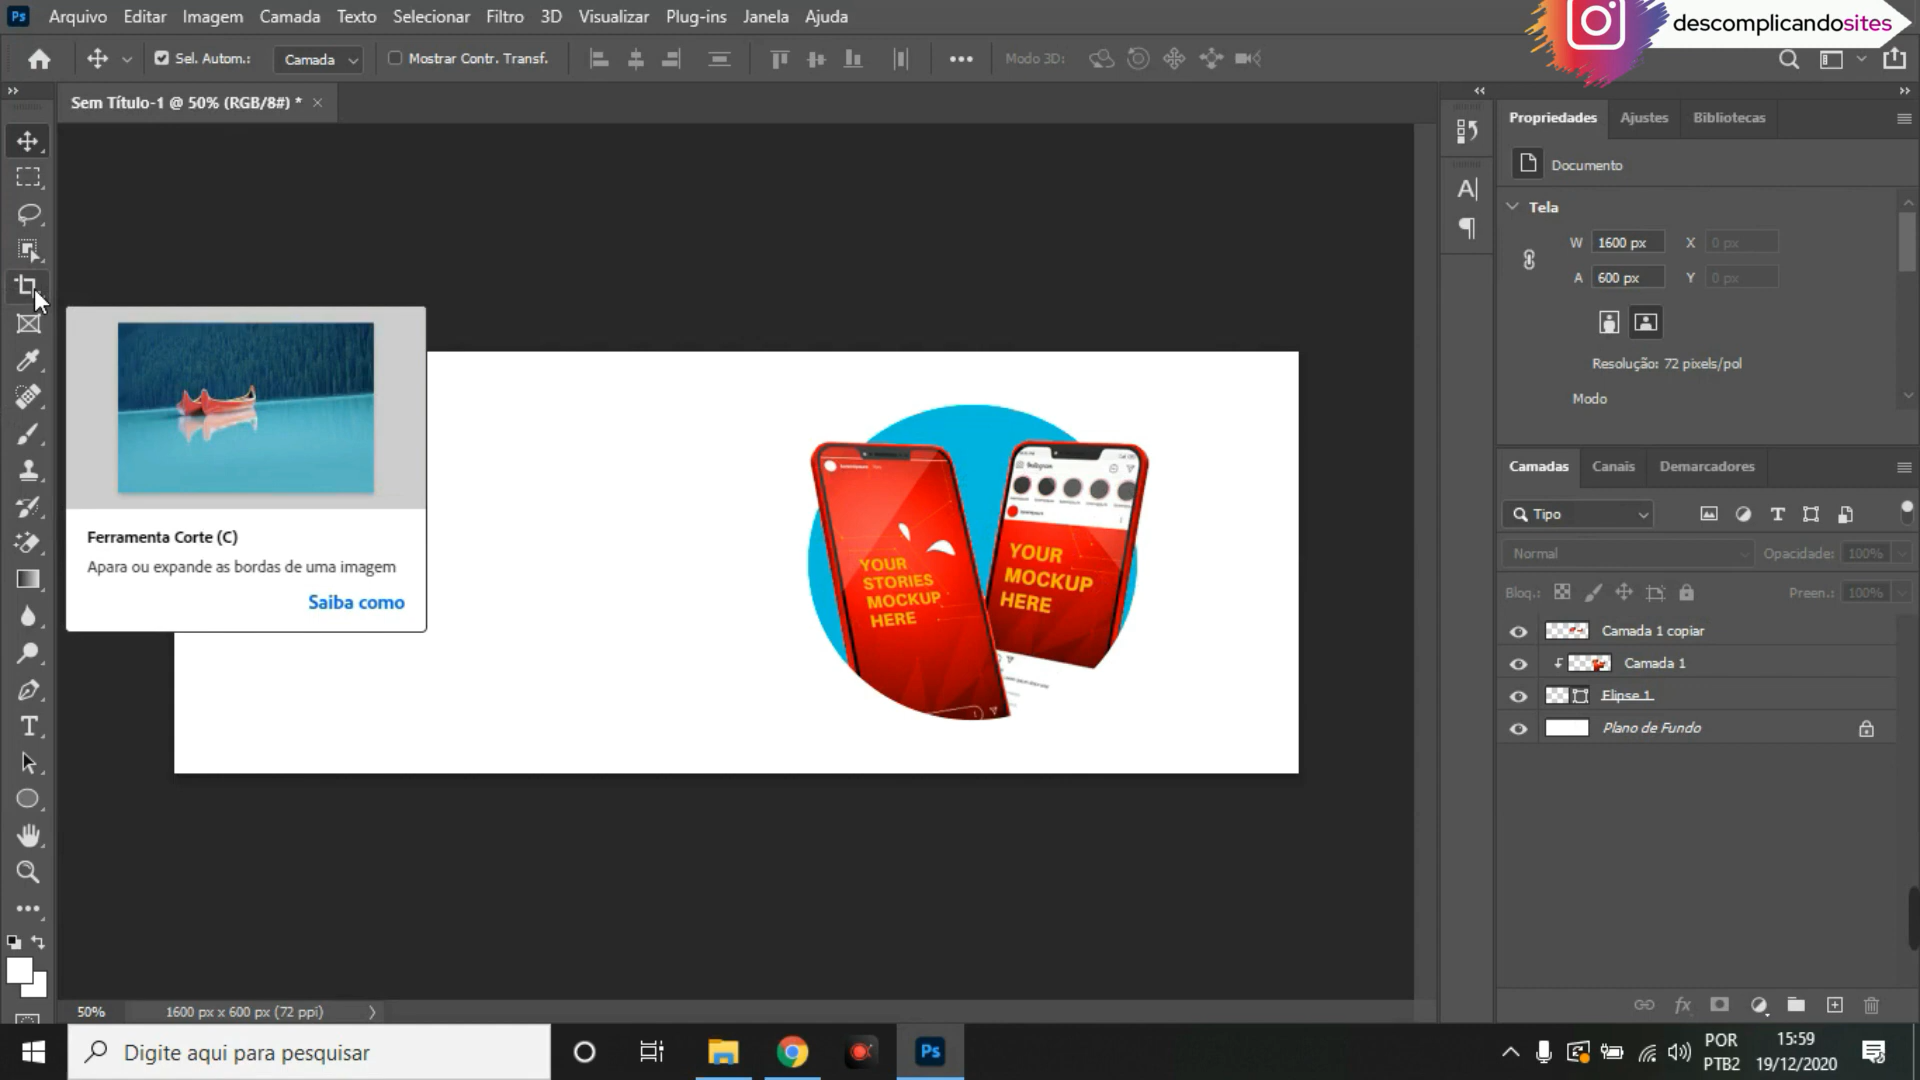 Ps Arquivo Editar Imagem Camada Texto Selecionar Filtro 3D Visualizar Plug-ins Janela Ajuda
descomplicandosites
Sel. Autom.: Camada Mostrar Contr. Transf. Modo 3D:
Sem Título-1 @ 50% (RGB/8#) *
Propriedades Ajustes Bibliotecas
Documento
Tela
W 1600 px X 0 px
A 600 px Y 0 px
Resolução: 72 pixels/pol
Modo
Ferramenta Corte (C)
Apara ou expande as bordas de uma imagem
Saiba como
YOUR
STORIES
MOCKUP
HERE
YOUR
MOCKUP
HERE
Camadas Canais Demarcadores
Tipo
Normal Opacidade: 100%
Bloq.: Preen.: 100%
Camada 1 copiar
Camada 1
Elipse 1
Plano de Fundo
50% 1600 px x 600 px (72 ppi)
Digite aqui para pesquisar
Ps
POR
PTB2
15:59
19/12/2020